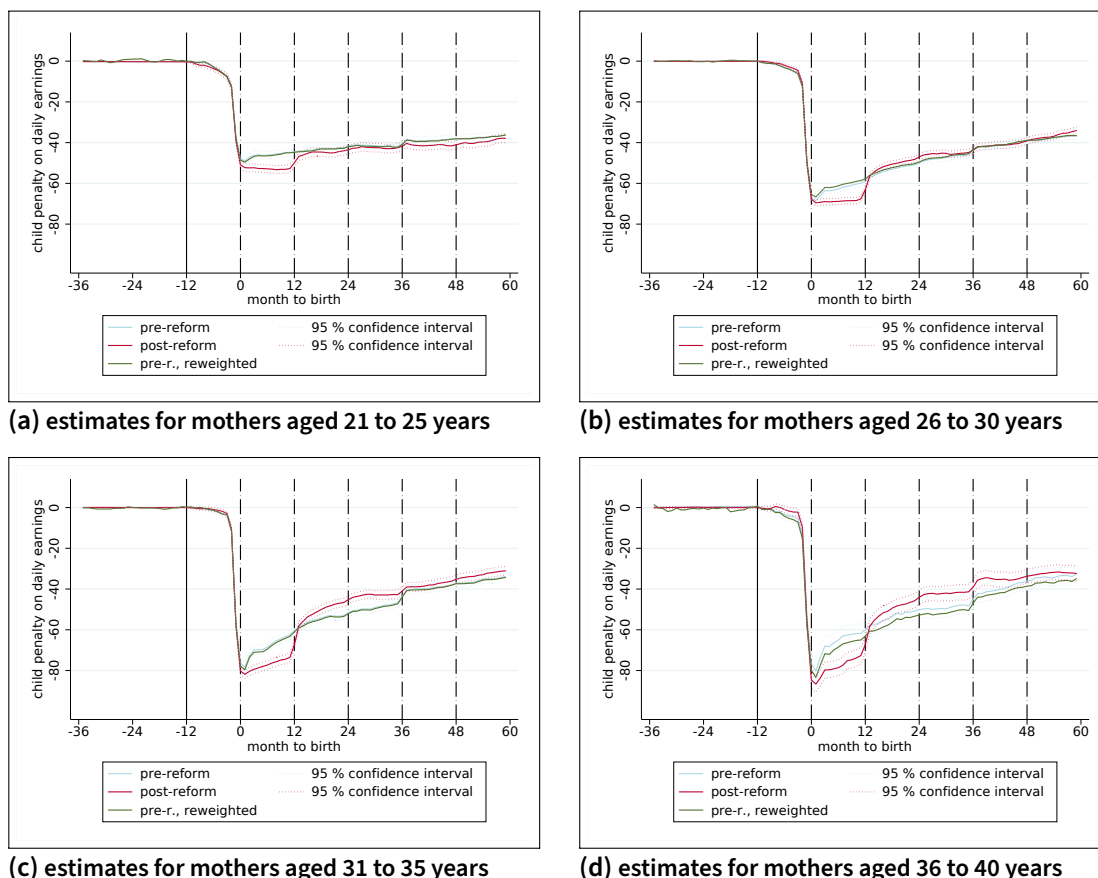 child penalty on daily earnings
0
-20
-40
-60
-80
-36 -24 -12 0 12 24 36 48 60
month to birth
pre-reform 95 % confidence interval
post-reform 95 % confidence interval
pre-r., reweighted
(a) estimates for mothers aged 21 to 25 years
child penalty on daily earnings
0
-20
-40
-60
-80
-36 -24 -12 0 12 24 36 48 60
month to birth
pre-reform 95 % confidence interval
post-reform 95 % confidence interval
pre-r., reweighted
(b) estimates for mothers aged 26 to 30 years
child penalty on daily earnings
0
-20
-40
-60
-80
-36 -24 -12 0 12 24 36 48 60
month to birth
pre-reform 95 % confidence interval
post-reform 95 % confidence interval
pre-r., reweighted
(c) estimates for mothers aged 31 to 35 years
child penalty on daily earnings
0
-20
-40
-60
-80
-36 -24 -12 0 12 24 36 48 60
month to birth
pre-reform 95 % confidence interval
post-reform 95 % confidence interval
pre-r., reweighted
(d) estimates for mothers aged 36 to 40 years